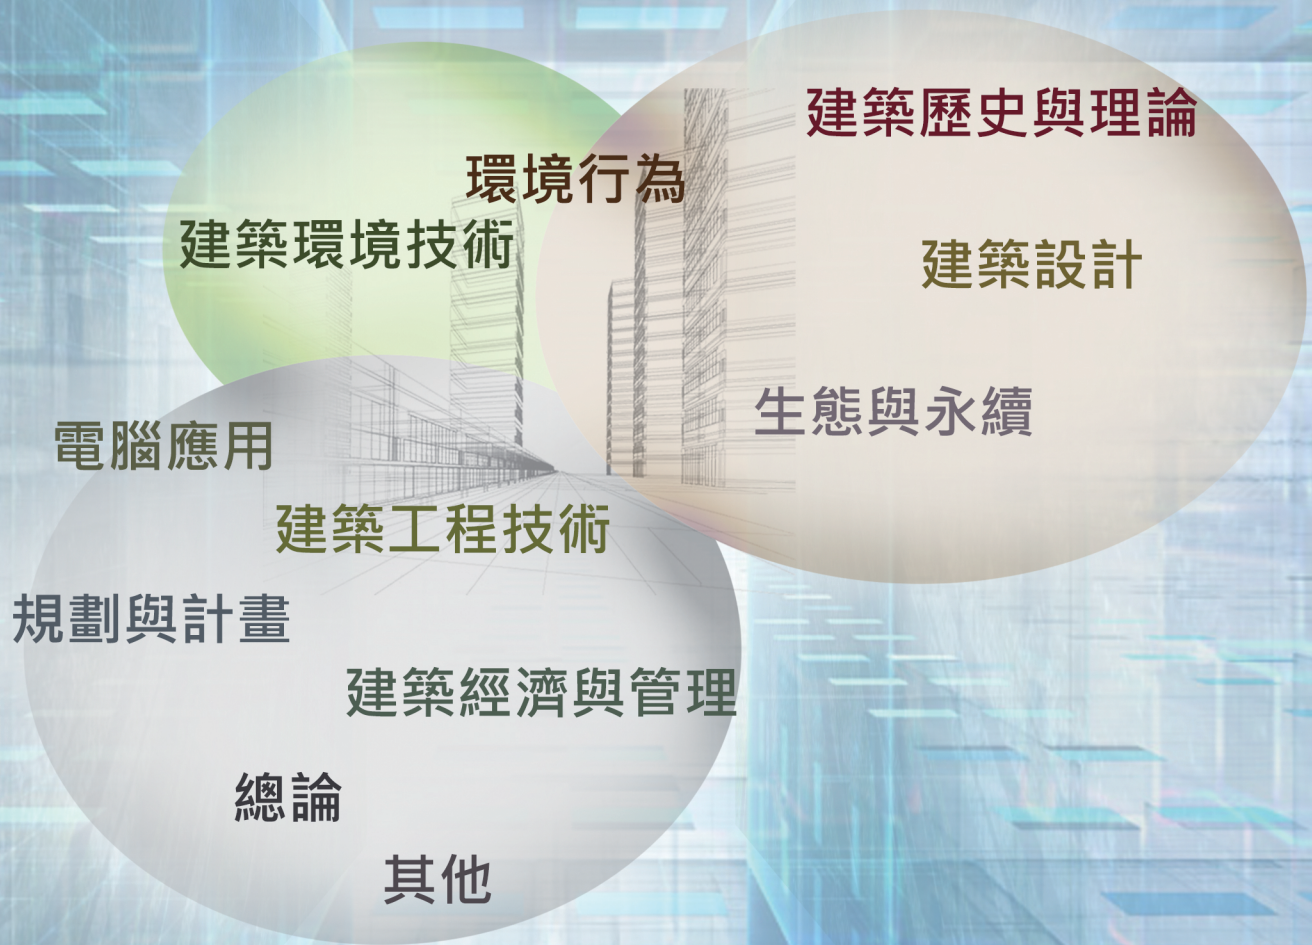 建築歷史與理論
環境行為
建築環境技術
建築設計
生態與永續
電腦應用
建築工程技術
規劃與計畫
建築經濟與管理
總論
其他